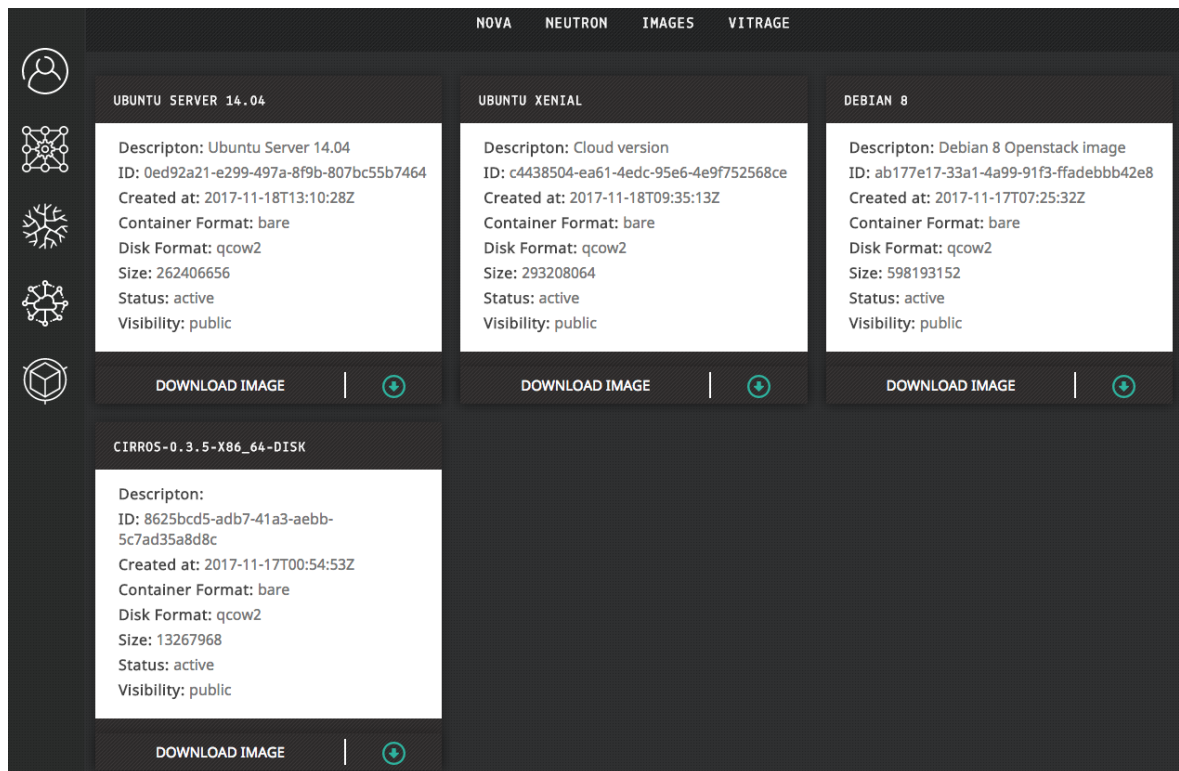 NOVA NEUTRON IMAGES VITRAGE
UBUNTU SERVER 14.04
Descripton: Ubuntu Server 14.04
ID: 0ed92a21-e299-497a-8f9b-807bc55b7464
Created at: 2017-11-18T13:10:28Z
Container Format: bare
Disk Format: qcow2
Size: 262406656
Status: active
Visibility: public
DOWNLOAD IMAGE
UBUNTU XENIAL
Descripton: Cloud version
ID: c4438504-ea61-4edc-95e6-4e9f752568ce
Created at: 2017-11-18T09:35:13Z
Container Format: bare
Disk Format: qcow2
Size: 293208064
Status: active
Visibility: public
DOWNLOAD IMAGE
DEBIAN 8
Descripton: Debian 8 Openstack image
ID: ab177e17-33a1-4a99-91f3-ffadebbb42e8
Created at: 2017-11-17T07:25:32Z
Container Format: bare
Disk Format: qcow2
Size: 598193152
Status: active
Visibility: public
DOWNLOAD IMAGE
CIRROS-0.3.5-X86_64-DISK
Descripton:
ID: 8625bcd5-adb7-41a3-aebb-
5c7ad35a8d8c
Created at: 2017-11-17T00:54:53Z
Container Format: bare
Disk Format: qcow2
Size: 13267968
Status: active
Visibility: public
DOWNLOAD IMAGE